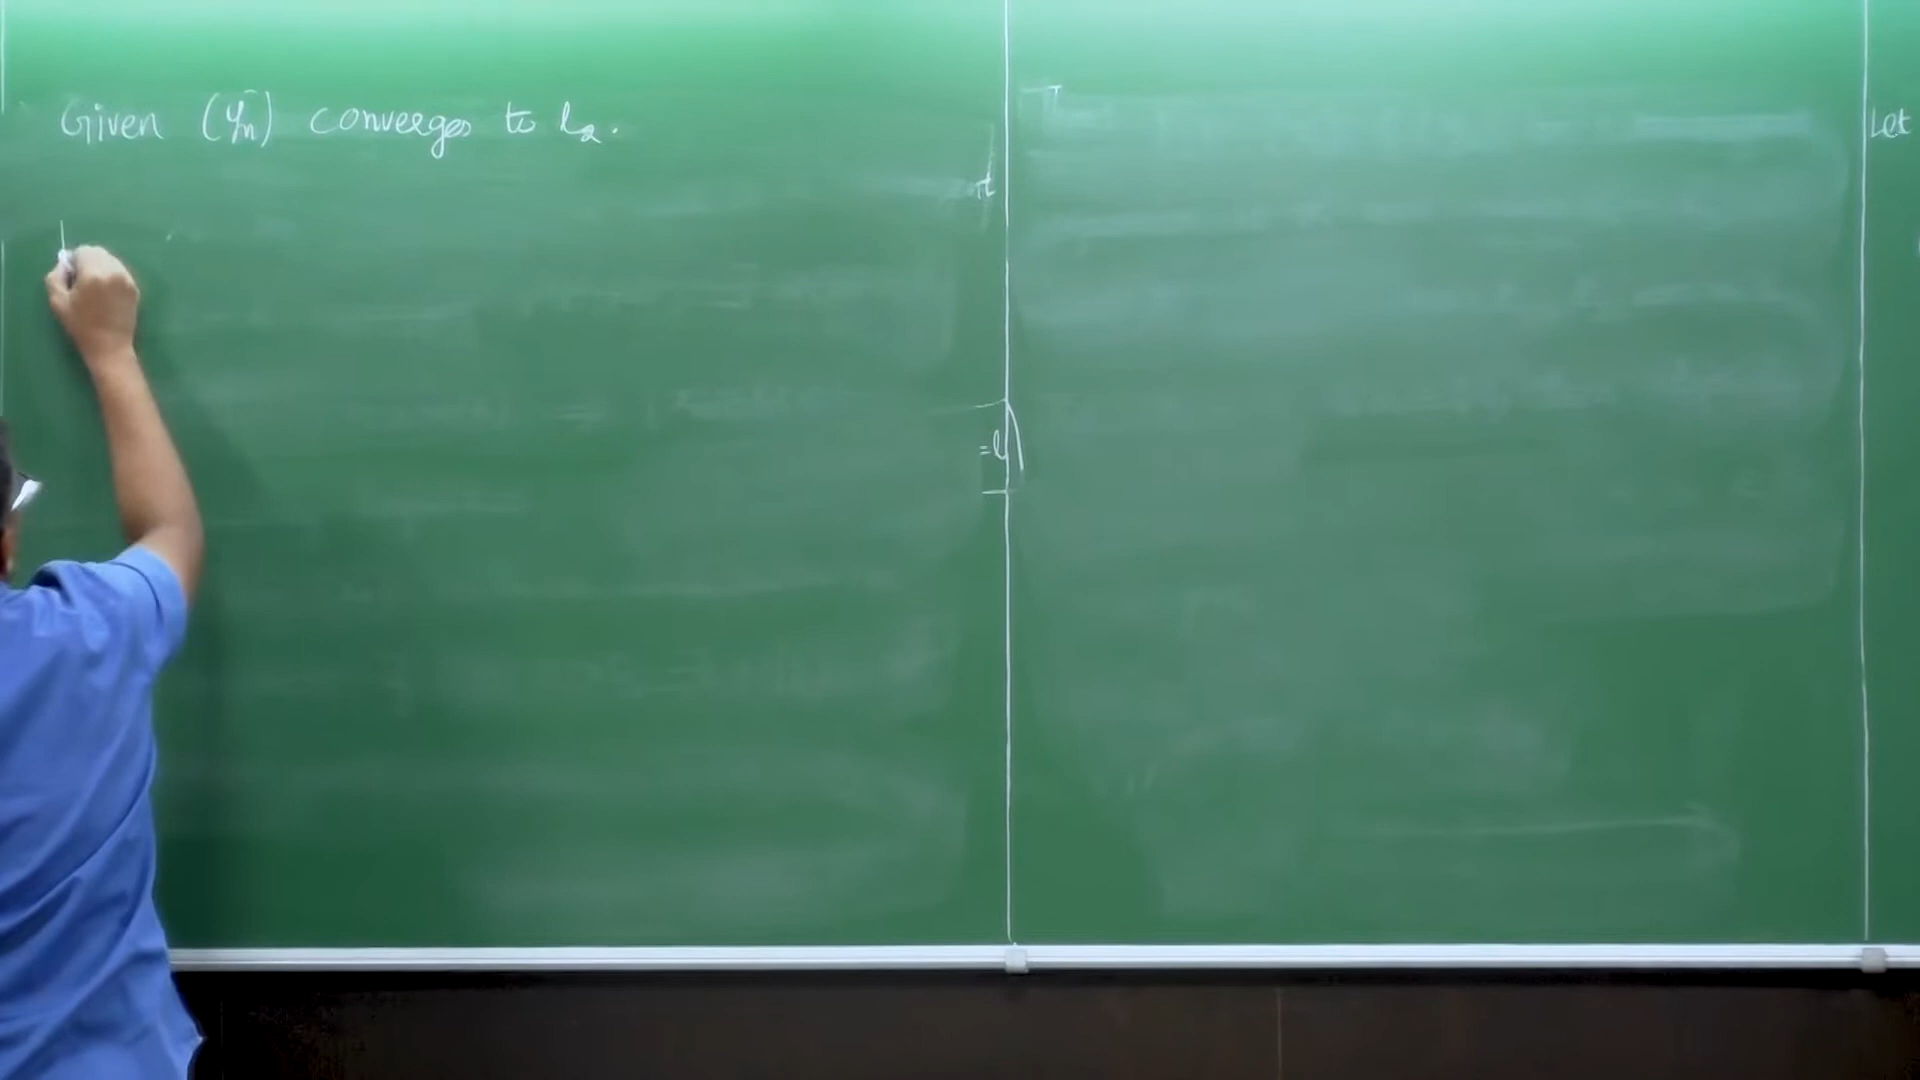 Given (yₙ) converges to l₂.
Let